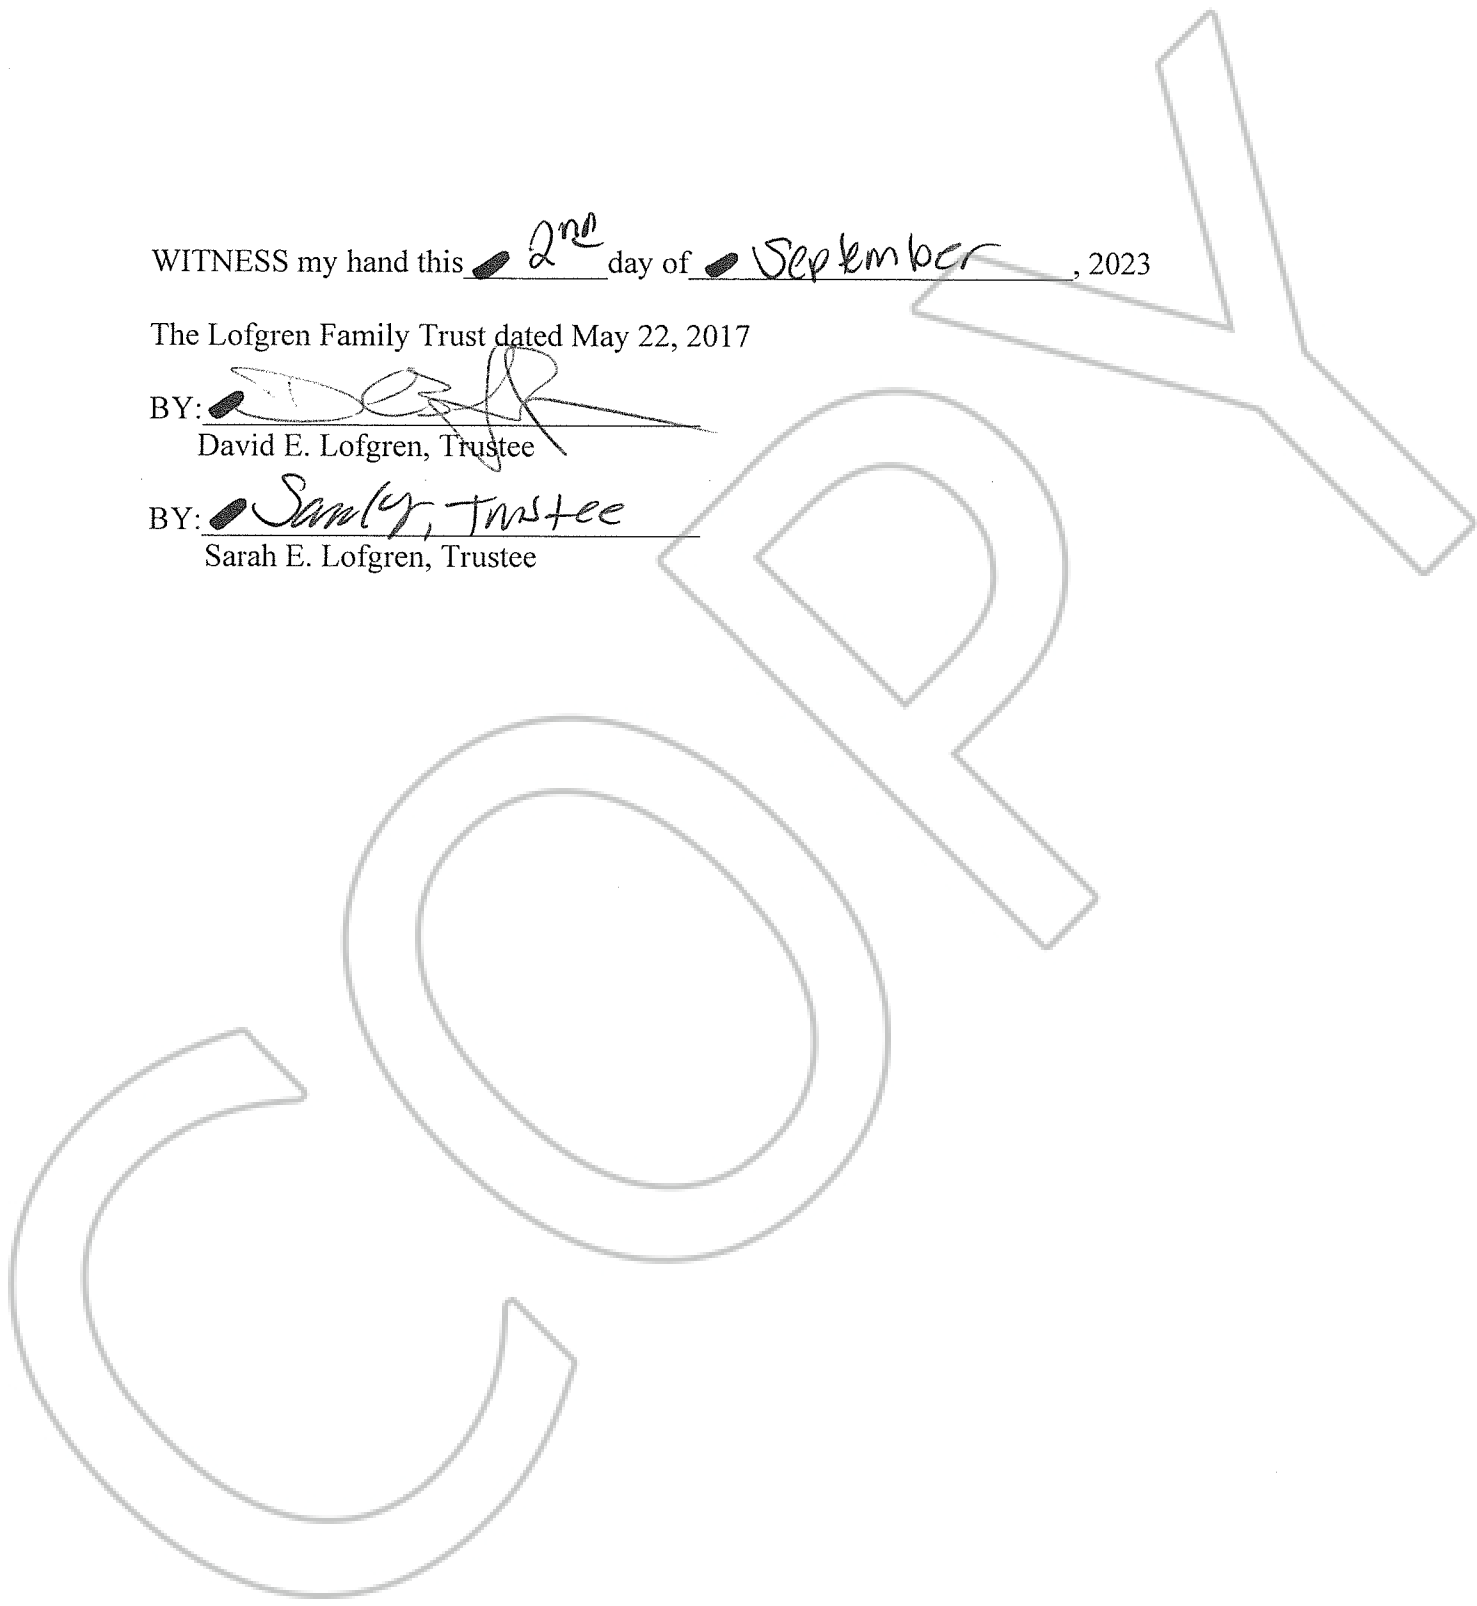 WITNESS my hand this 2nd day of September, 2023
The Lofgren Family Trust dated May 22, 2017
BY:
David E. Lofgren, Trustee
BY: , Trustee
Sarah E. Lofgren, Trustee
COPY